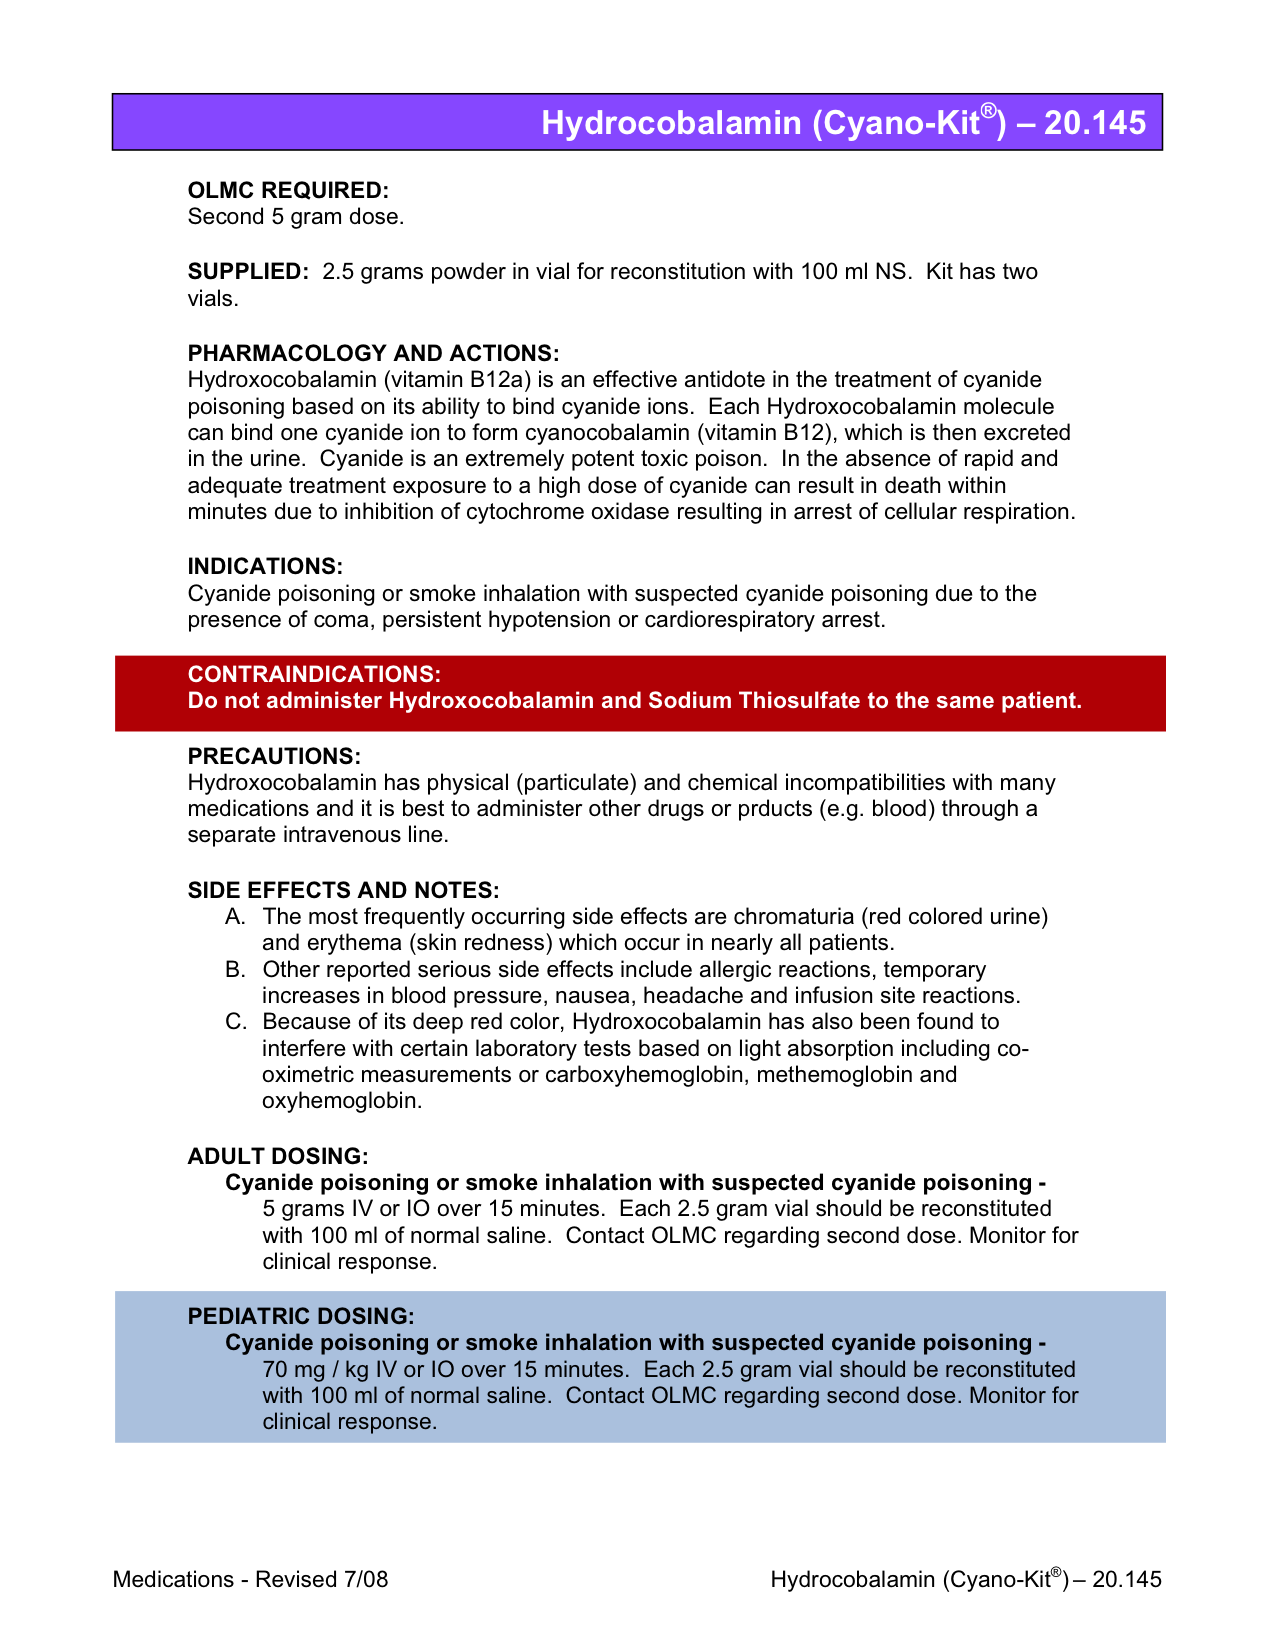 Hydrocobalamin (Cyano-Kit®) – 20.145
OLMC REQUIRED:
Second 5 gram dose.
SUPPLIED:  2.5 grams powder in vial for reconstitution with 100 ml NS.  Kit has two
vials.
PHARMACOLOGY AND ACTIONS:
Hydroxocobalamin (vitamin B12a) is an effective antidote in the treatment of cyanide
poisoning based on its ability to bind cyanide ions.  Each Hydroxocobalamin molecule
can bind one cyanide ion to form cyanocobalamin (vitamin B12), which is then excreted
in the urine.  Cyanide is an extremely potent toxic poison.  In the absence of rapid and
adequate treatment exposure to a high dose of cyanide can result in death within
minutes due to inhibition of cytochrome oxidase resulting in arrest of cellular respiration.
INDICATIONS:
Cyanide poisoning or smoke inhalation with suspected cyanide poisoning due to the
presence of coma, persistent hypotension or cardiorespiratory arrest.
CONTRAINDICATIONS:
Do not administer Hydroxocobalamin and Sodium Thiosulfate to the same patient.
PRECAUTIONS:
Hydroxocobalamin has physical (particulate) and chemical incompatibilities with many
medications and it is best to administer other drugs or prducts (e.g. blood) through a
separate intravenous line.
SIDE EFFECTS AND NOTES:
A.  The most frequently occurring side effects are chromaturia (red colored urine)
and erythema (skin redness) which occur in nearly all patients.
B.  Other reported serious side effects include allergic reactions, temporary
increases in blood pressure, nausea, headache and infusion site reactions.
C.  Because of its deep red color, Hydroxocobalamin has also been found to
interfere with certain laboratory tests based on light absorption including co-
oximetric measurements or carboxyhemoglobin, methemoglobin and
oxyhemoglobin.
ADULT DOSING:
Cyanide poisoning or smoke inhalation with suspected cyanide poisoning -
5 grams IV or IO over 15 minutes.  Each 2.5 gram vial should be reconstituted
with 100 ml of normal saline.  Contact OLMC regarding second dose. Monitor for
clinical response.
PEDIATRIC DOSING:
Cyanide poisoning or smoke inhalation with suspected cyanide poisoning -
70 mg / kg IV or IO over 15 minutes.  Each 2.5 gram vial should be reconstituted
with 100 ml of normal saline.  Contact OLMC regarding second dose. Monitor for
clinical response.
Medications - Revised 7/08
Hydrocobalamin (Cyano-Kit®) – 20.145